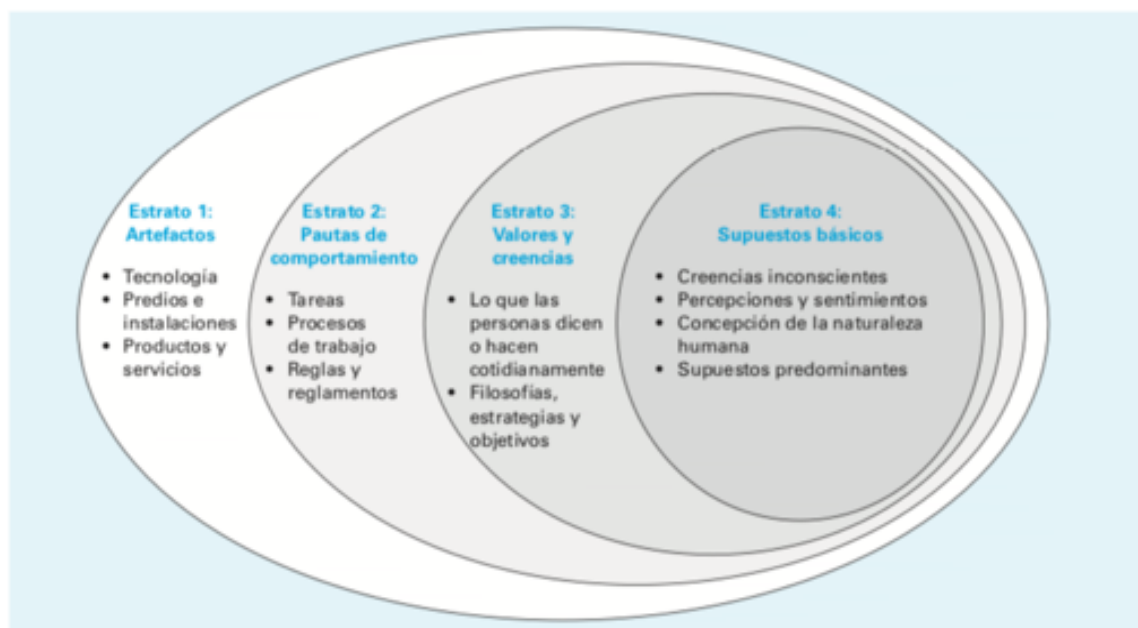 Estrato 1:
Artefactos
• Tecnología
• Predios e
instalaciones
• Productos y
servicios
Estrato 2:
Pautas de
comportamiento
• Tareas
• Procesos
de trabajo
• Reglas y
reglamentos
Estrato 3:
Valores y
creencias
• Lo que las
personas dicen
o hacen
cotidianamente
• Filosofías,
estrategias y
objetivos
Estrato 4:
Supuestos básicos
• Creencias inconscientes
• Percepciones y sentimientos
• Concepción de la naturaleza
humana
• Supuestos predominantes